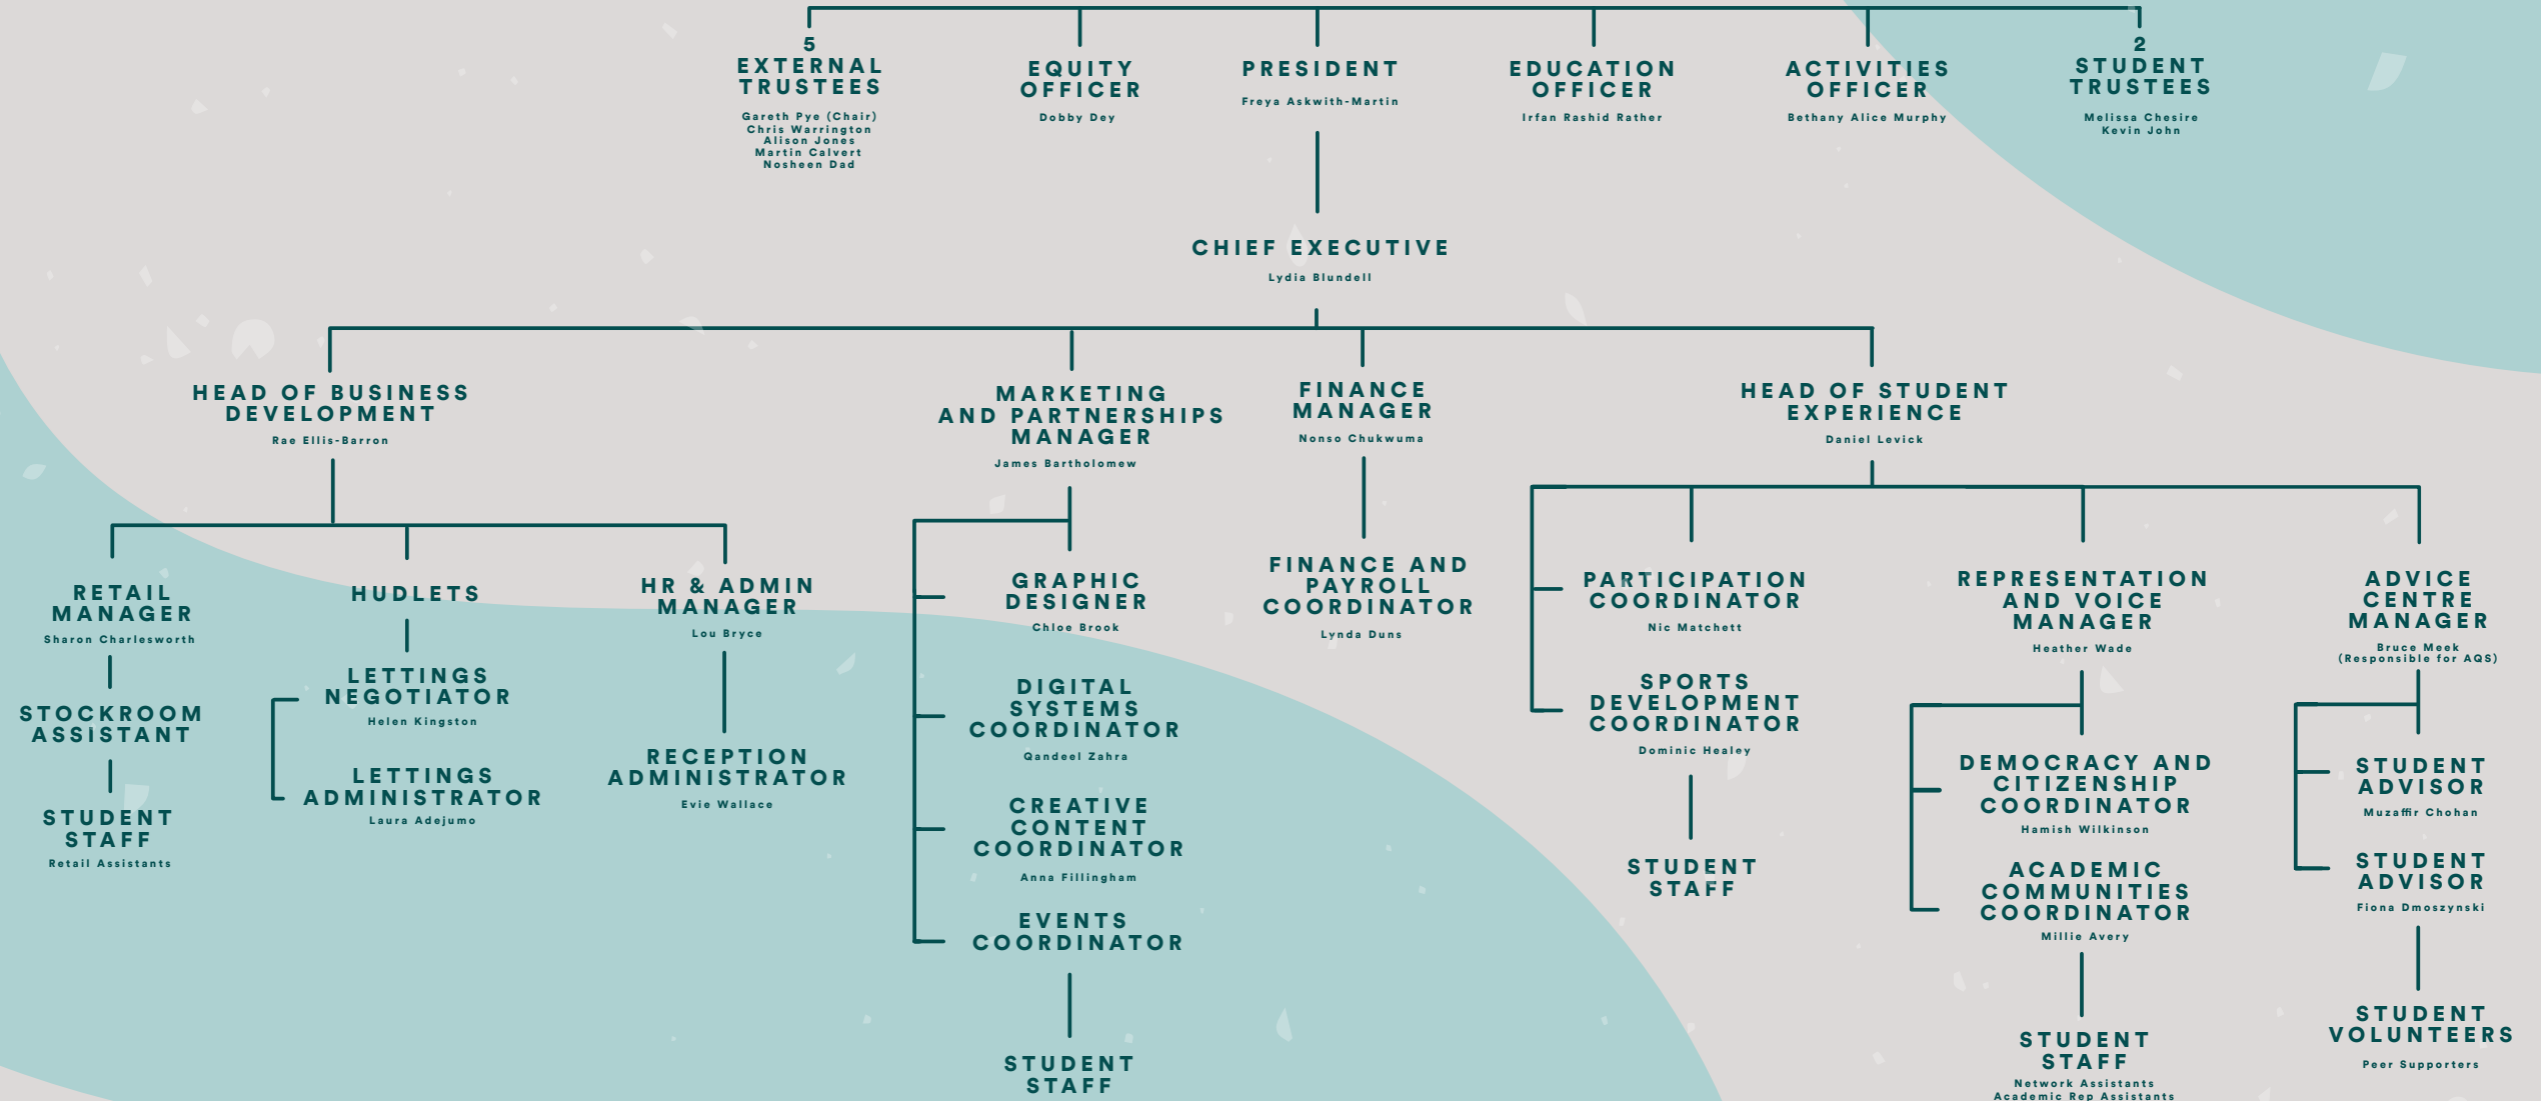 5
EXTERNAL
TRUSTEES
Gareth Pye (Chair)
Chris Warrington
Alison Jones
Martin Calvert
Nosheen Dad
EQUITY
OFFICER
Dobby Dey
PRESIDENT
Freya Askwith-Martin
EDUCATION
OFFICER
Irfan Rashid Rather
ACTIVITIES
OFFICER
Bethany Alice Murphy
2
STUDENT
TRUSTEES
Melissa Chesire
Kevin John
CHIEF EXECUTIVE
Lydia Blundell
HEAD OF BUSINESS
DEVELOPMENT
Rae Ellis-Barron
MARKETING
AND PARTNERSHIPS
MANAGER
James Bartholomew
FINANCE
MANAGER
Nonso Chukwuma
HEAD OF STUDENT
EXPERIENCE
Daniel Levick
RETAIL
MANAGER
Sharon Charlesworth
STOCKROOM
ASSISTANT
STUDENT
STAFF
Retail Assistants
HUDLETS
LETTINGS
NEGOTIATOR
Helen Kingston
LETTINGS
ADMINISTRATOR
Laura Adejumo
HR & ADMIN
MANAGER
Lou Bryce
RECEPTION
ADMINISTRATOR
Evie Wallace
GRAPHIC
DESIGNER
Chloe Brook
DIGITAL
SYSTEMS
COORDINATOR
Qandeel Zahra
CREATIVE
CONTENT
COORDINATOR
Anna Fillingham
EVENTS
COORDINATOR
STUDENT
STAFF
FINANCE AND
PAYROLL
COORDINATOR
Lynda Duns
PARTICIPATION
COORDINATOR
Nic Matchett
SPORTS
DEVELOPMENT
COORDINATOR
Dominic Healey
STUDENT
STAFF
REPRESENTATION
AND VOICE
MANAGER
Heather Wade
DEMOCRACY AND
CITIZENSHIP
COORDINATOR
Hamish Wilkinson
ACADEMIC
COMMUNITIES
COORDINATOR
Millie Avery
STUDENT
STAFF
Network Assistants
Academic Rep Assistants
ADVICE
CENTRE
MANAGER
Bruce Meek
(Responsible for AQS)
STUDENT
ADVISOR
Muzaffir Chohan
STUDENT
ADVISOR
Fiona Dmoszynski
STUDENT
VOLUNTEERS
Peer Supporters